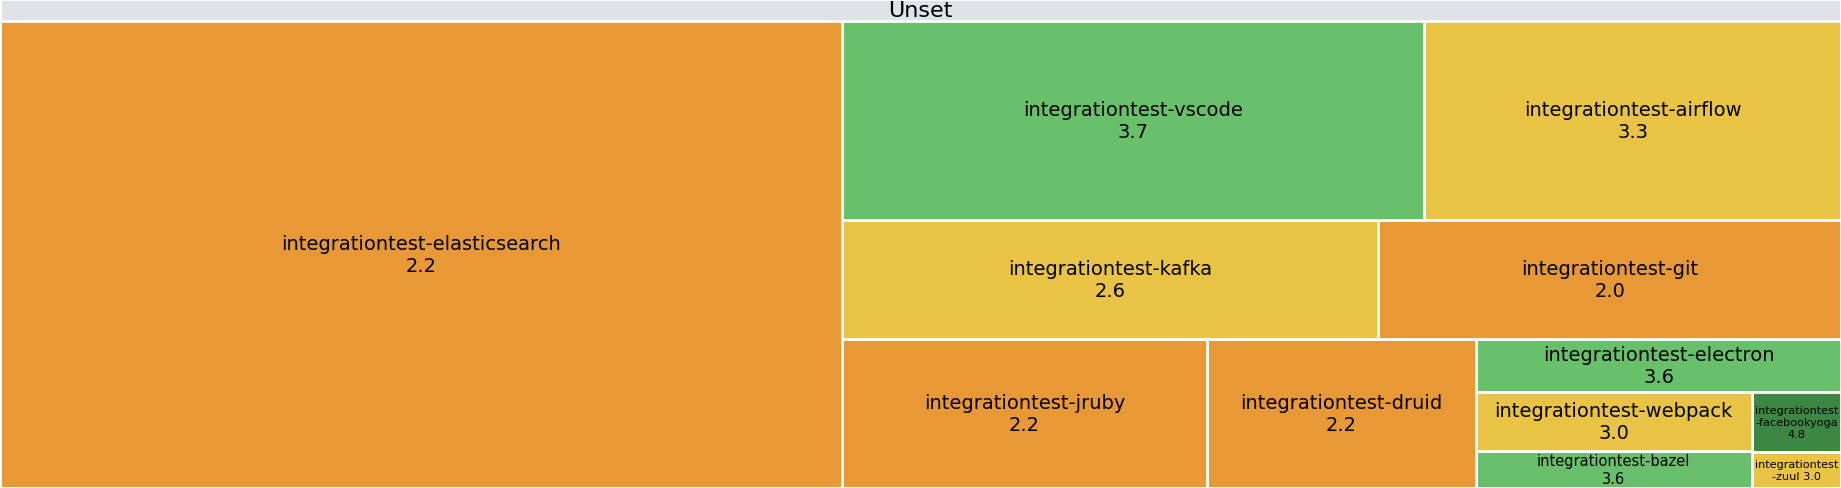 Unset
integrationtest-elasticsearch
2.2
integrationtest-vscode
3.7
integrationtest-airflow
3.3
integrationtest-kafka
2.6
integrationtest-git
2.0
integrationtest-jruby
2.2
integrationtest-druid
2.2
integrationtest-electron
3.6
integrationtest-webpack
3.0
integrationtest
-facebookyoga
4.8
integrationtest-bazel
3.6
integrationtest
-zuul 3.0